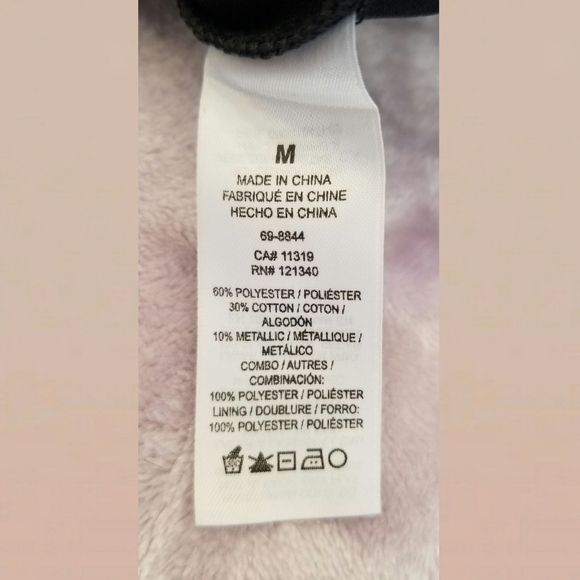 M
MADE IN CHINA
FABRIQUÉ EN CHINE
HECHO EN CHINA
69-8844
CA# 11319
RN# 121340
60% POLYESTER / POLIÉSTER
30% COTTON / COTON /
ALGODÓN
10% METALLIC / MÉTALLIQUE /
METÁLICO
COMBO / AUTRES /
COMBINACIÓN:
100% POLYESTER / POLIÉSTER
LINING / DOUBLURE / FORRO:
100% POLYESTER / POLIÉSTER